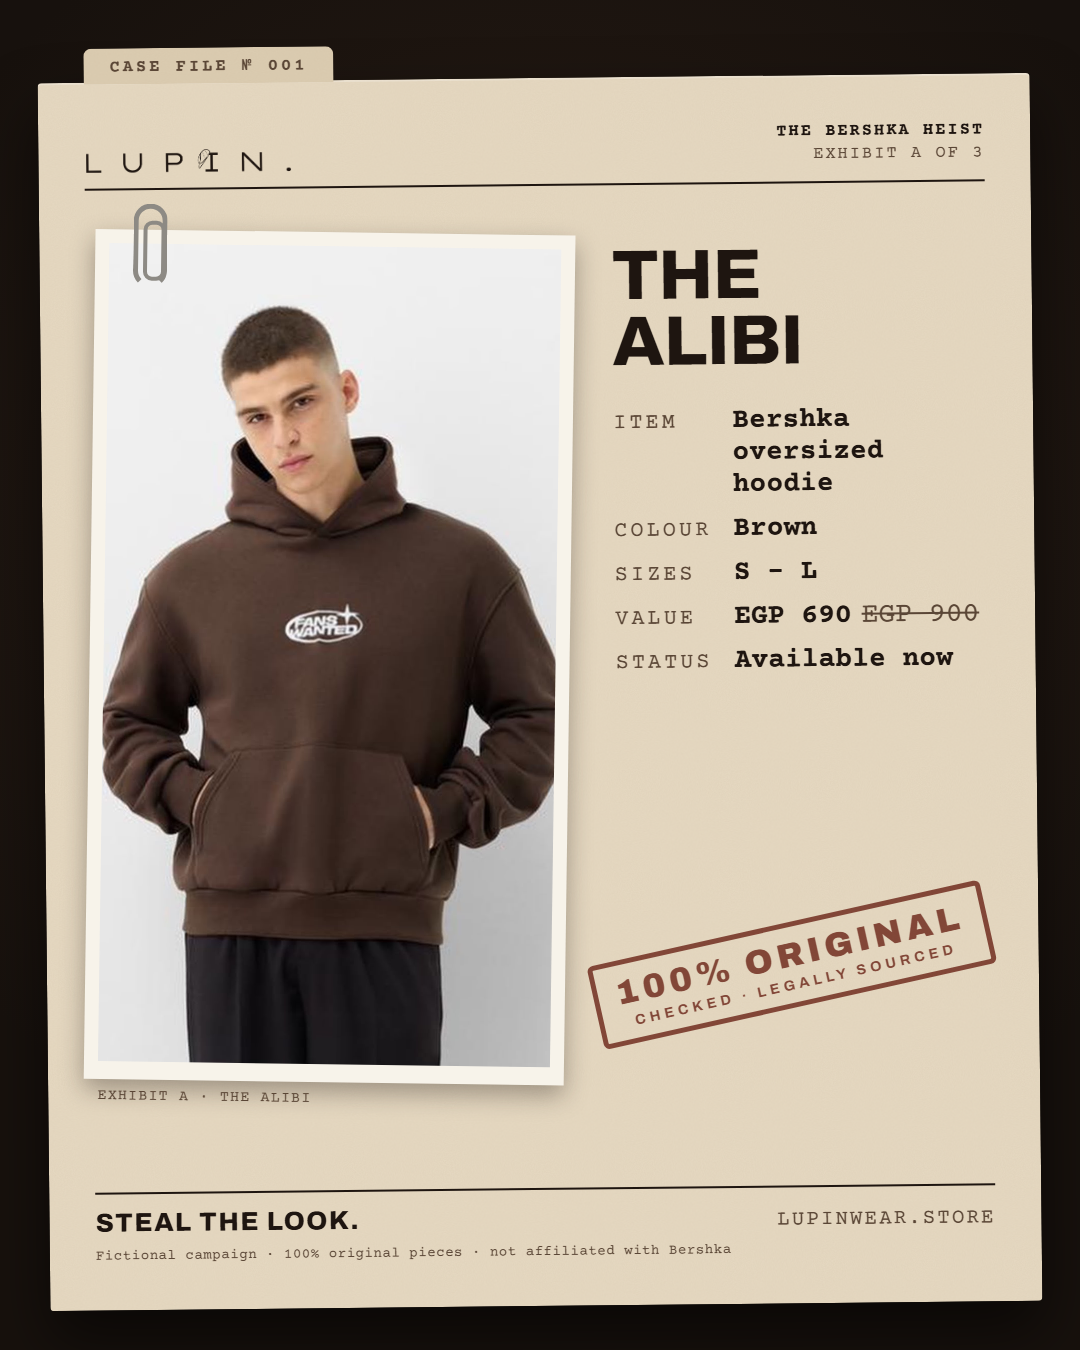 CASE FILE № 001
LUPIN.
THE BERSHKA HEIST
EXHIBIT A OF 3
THE
ALIBI
ITEM Bershka
oversized
hoodie
COLOUR Brown
SIZES S – L
VALUE EGP 690 EGP 900
STATUS Available now
FANS
WANTED
100% ORIGINAL
CHECKED · LEGALLY SOURCED
EXHIBIT A · THE ALIBI
STEAL THE LOOK.
LUPINWEAR.STORE
Fictional campaign · 100% original pieces · not affiliated with Bershka